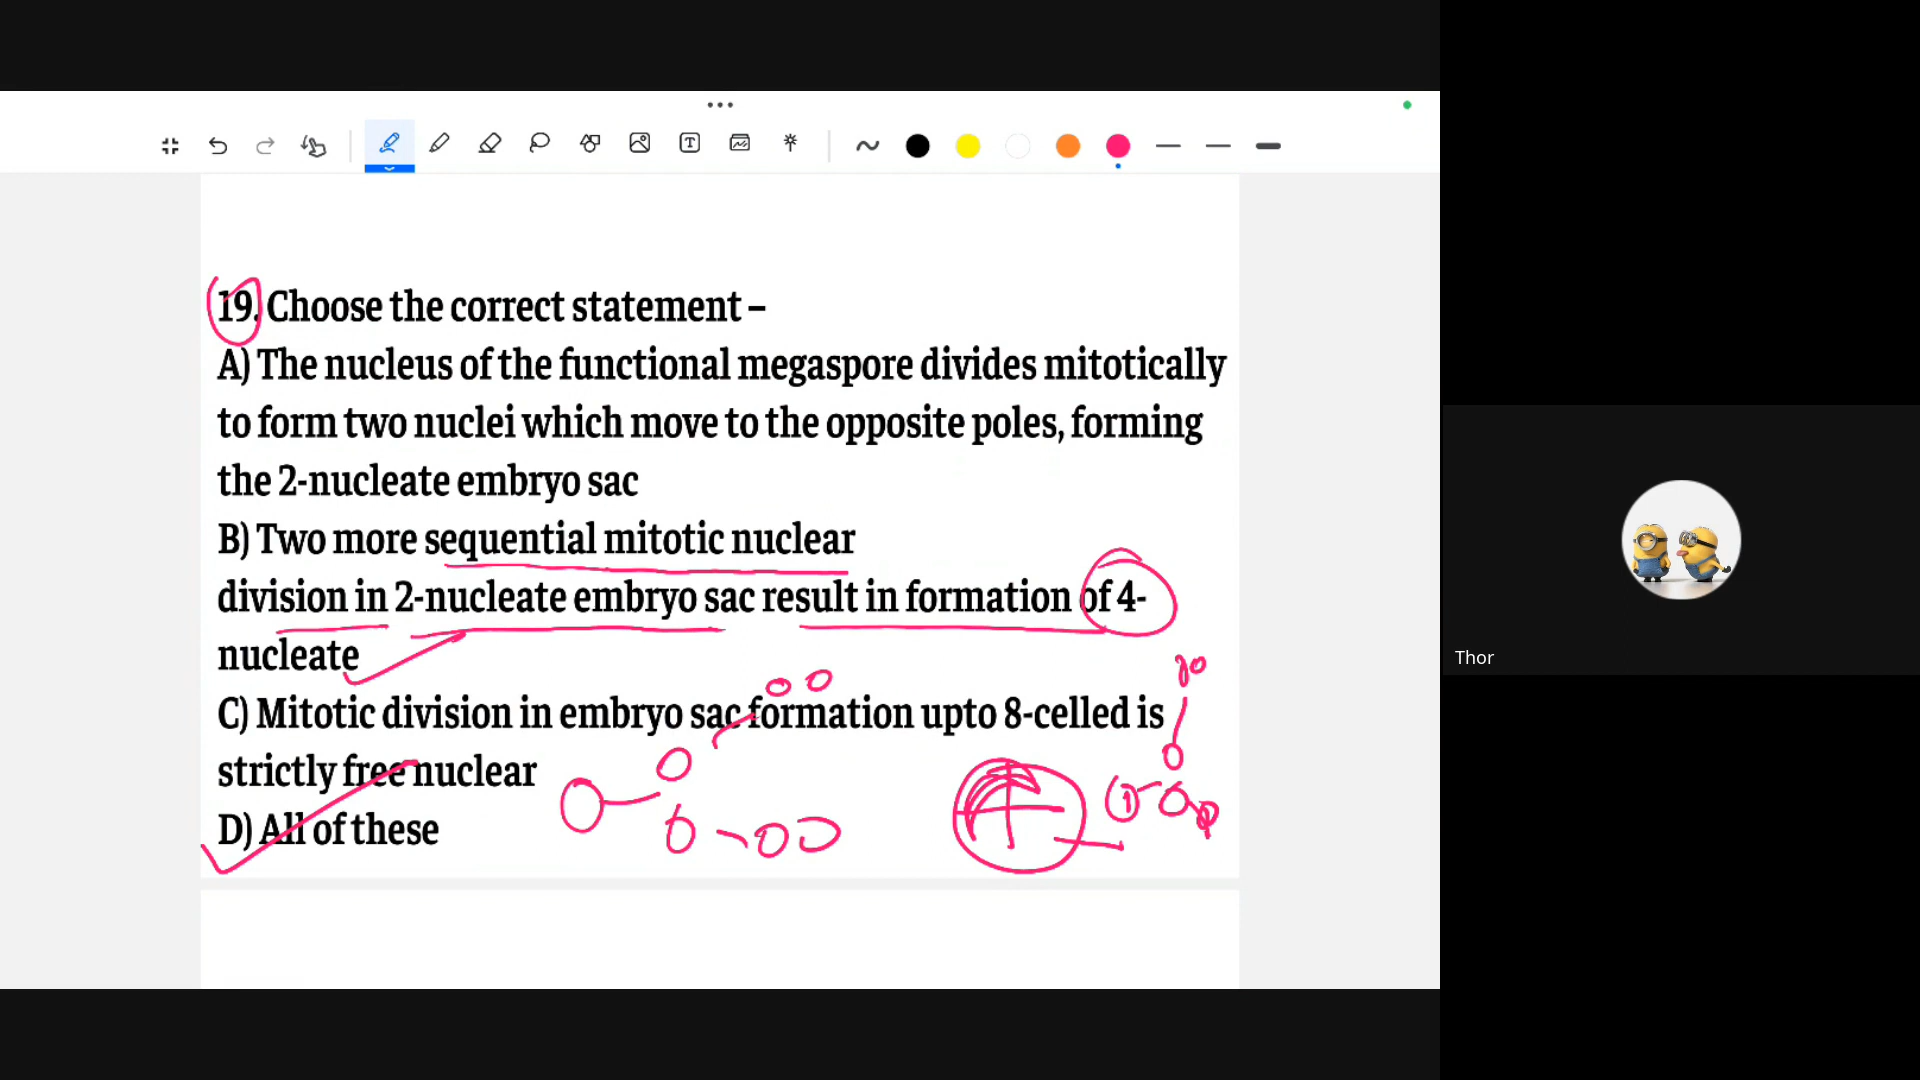 19. Choose the correct statement –
A) The nucleus of the functional megaspore divides mitotically
to form two nuclei which move to the opposite poles, forming
the 2-nucleate embryo sac
B) Two more sequential mitotic nuclear
division in 2-nucleate embryo sac result in formation of 4-
nucleate
C) Mitotic division in embryo sac formation upto 8-celled is
strictly free nuclear
D) All of these
Thor